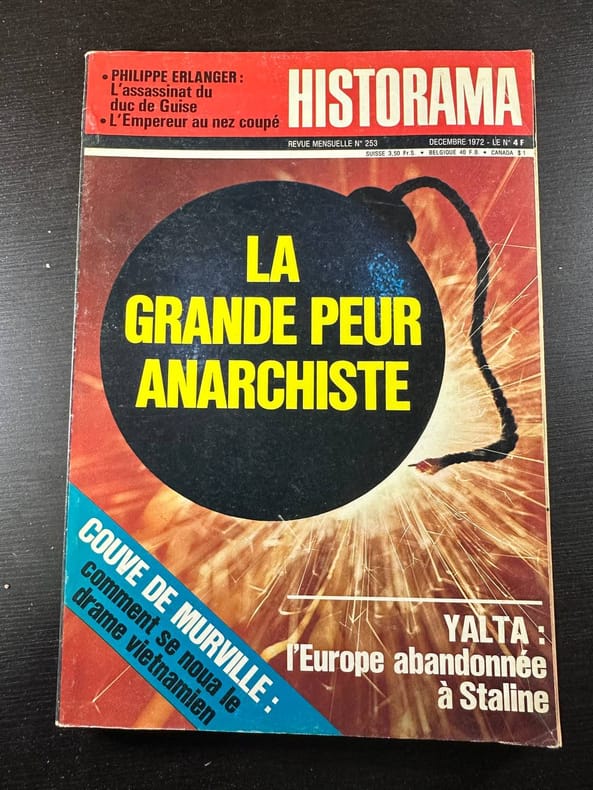 • PHILIPPE ERLANGER :
L'assassinat du
duc de Guise
• L'Empereur au nez coupé
HISTORAMA
REVUE MENSUELLE N° 253
DECEMBRE 1972 - LE N° 4 F
SUISSE 3,50 Fr.S. • BELGIQUE 40 F.B. • CANADA $ 1
LA
GRANDE PEUR
ANARCHISTE
COUVE DE MURVILLE :
comment se noua le
drame vietnamien
YALTA :
l'Europe abandonnée
à Staline